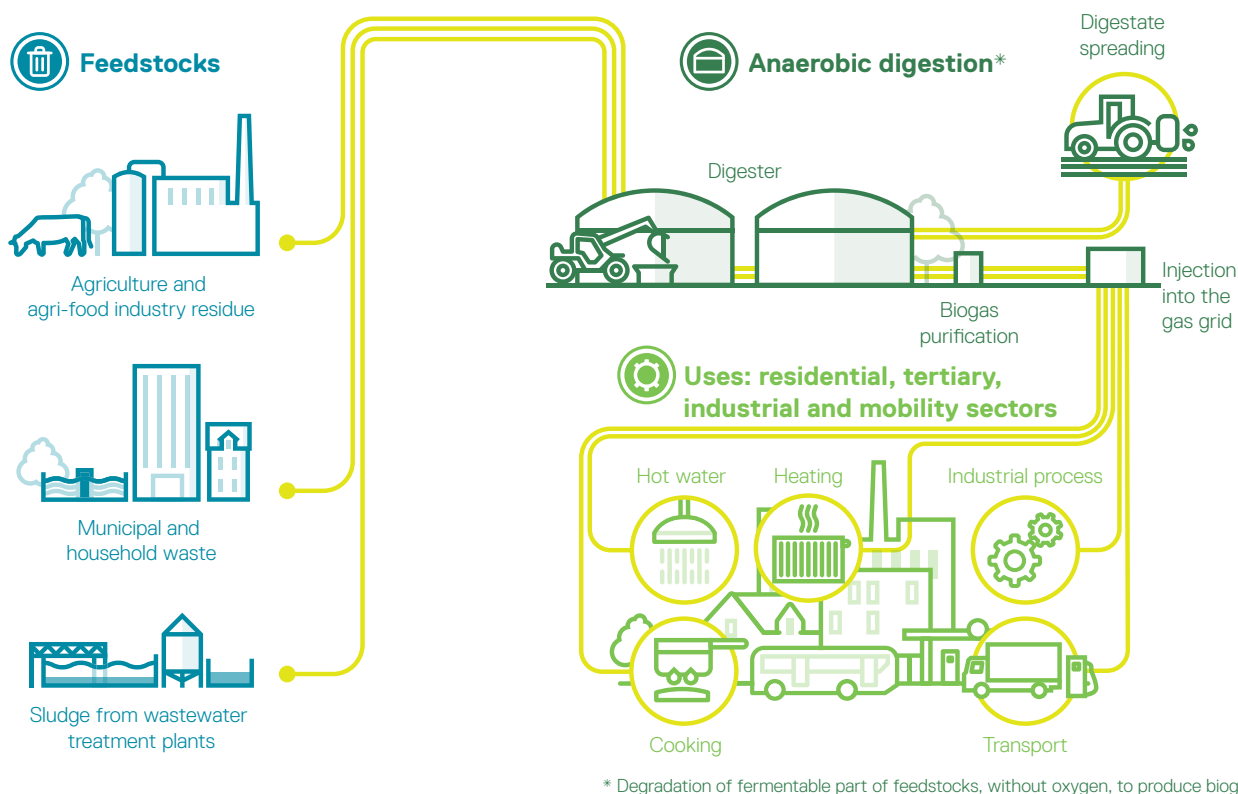 Feedstocks
Agriculture and
agri-food industry residue
Municipal and
household waste
Sludge from wastewater
treatment plants
Anaerobic digestion*
Digestate
spreading
Digester
Biogas
purification
Injection
into the
gas grid
Uses: residential, tertiary,
industrial and mobility sectors
Hot water
Heating
Industrial process
Cooking
Transport
* Degradation of fermentable part of feedstocks, without oxygen, to produce biog